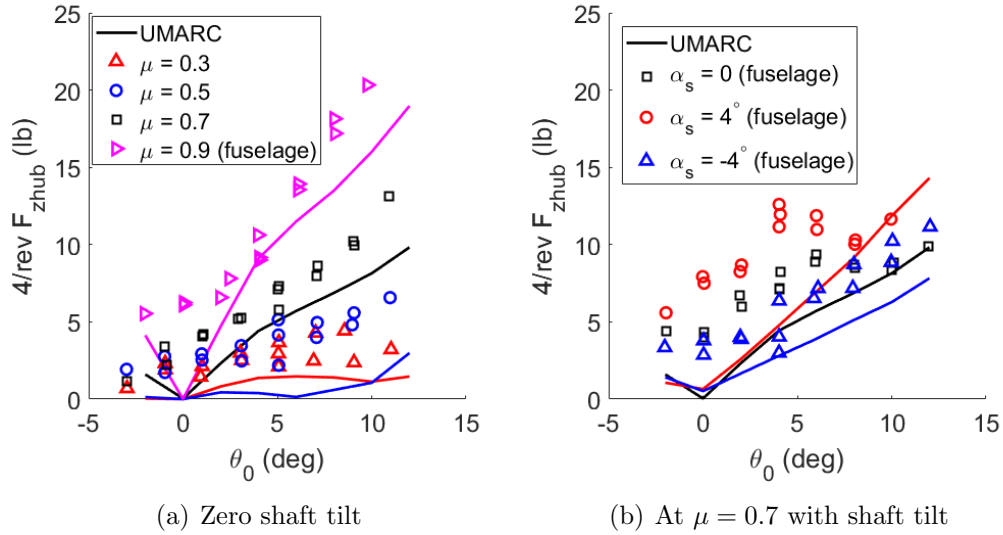 25
20
15
10
5
0
-5 0 5 10 15
4/rev F_zhub (lb)
θ_0 (deg)
UMARC
μ = 0.3
μ = 0.5
μ = 0.7
μ = 0.9 (fuselage)
(a) Zero shaft tilt
25
20
15
10
5
0
-5 0 5 10 15
4/rev F_zhub (lb)
θ_0 (deg)
UMARC
α_s = 0 (fuselage)
α_s = 4° (fuselage)
α_s = -4° (fuselage)
(b) At μ = 0.7 with shaft tilt